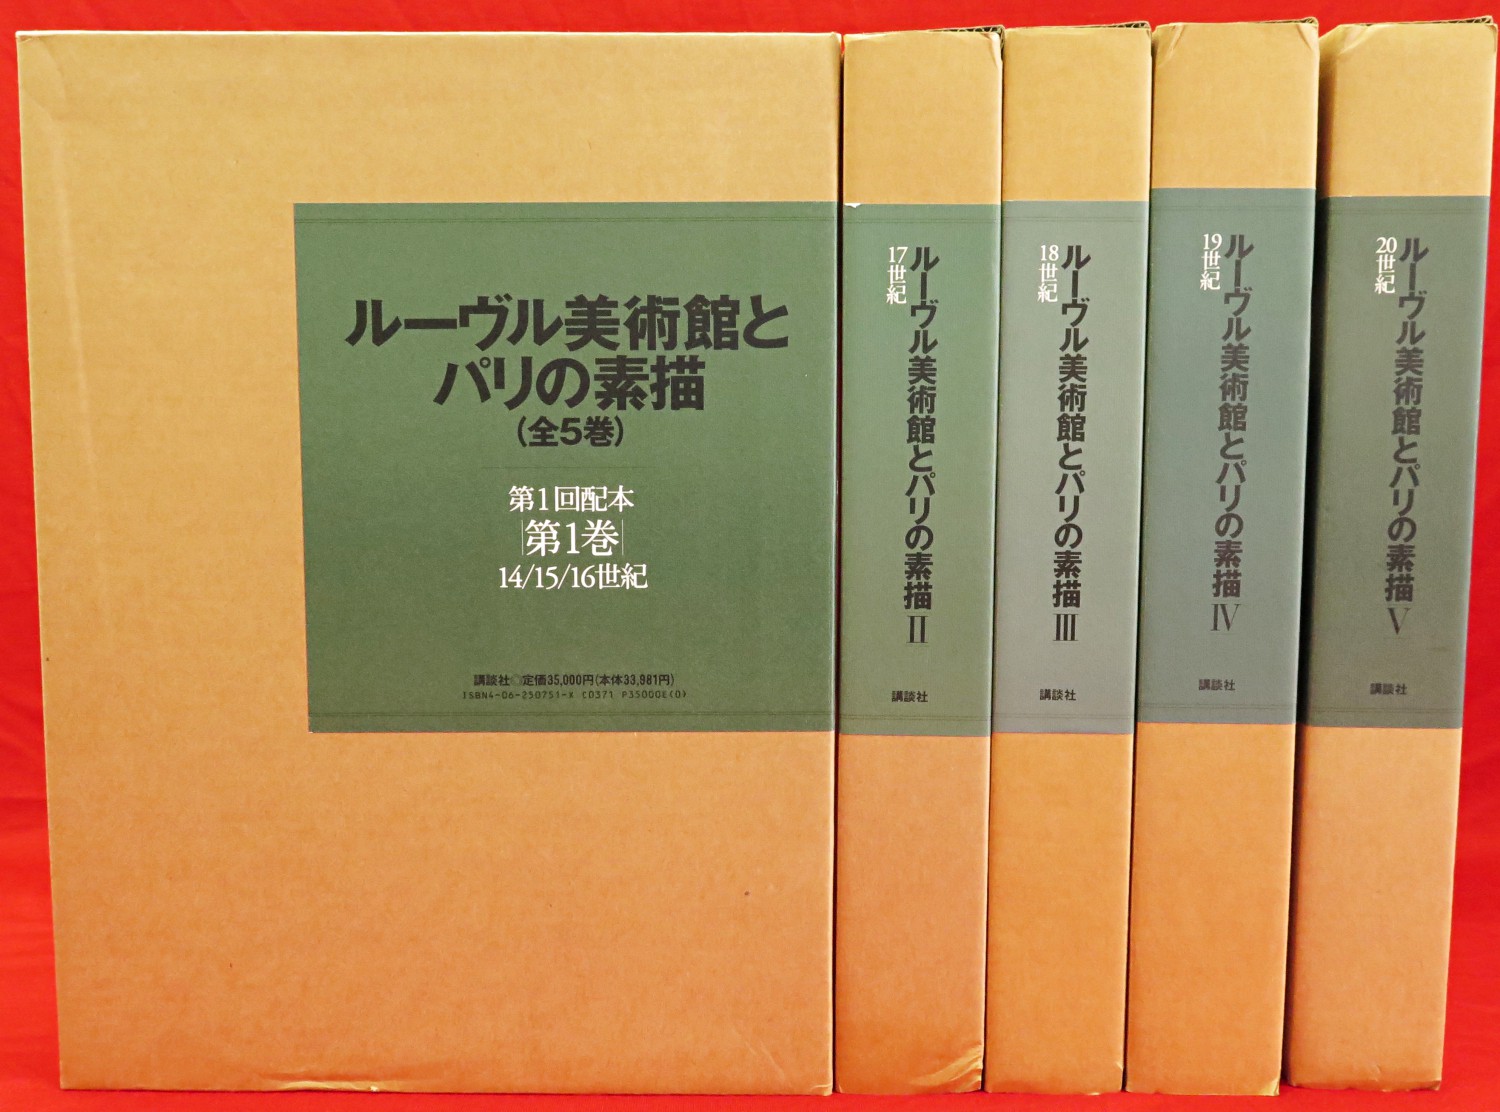 ルーヴル美術館と
パリの素描
(全5巻)
第1回配本
第1巻
14/15/16世紀
講談社◎定価35,000円(本体33,981円)
ISBN4-06-250751-X C0371 P35000E(0)
17世紀
ルーヴル美術館とパリの素描 II
講談社
18世紀
ルーヴル美術館とパリの素描 III
講談社
19世紀
ルーヴル美術館とパリの素描 IV
講談社
20世紀
ルーヴル美術館とパリの素描 V
講談社